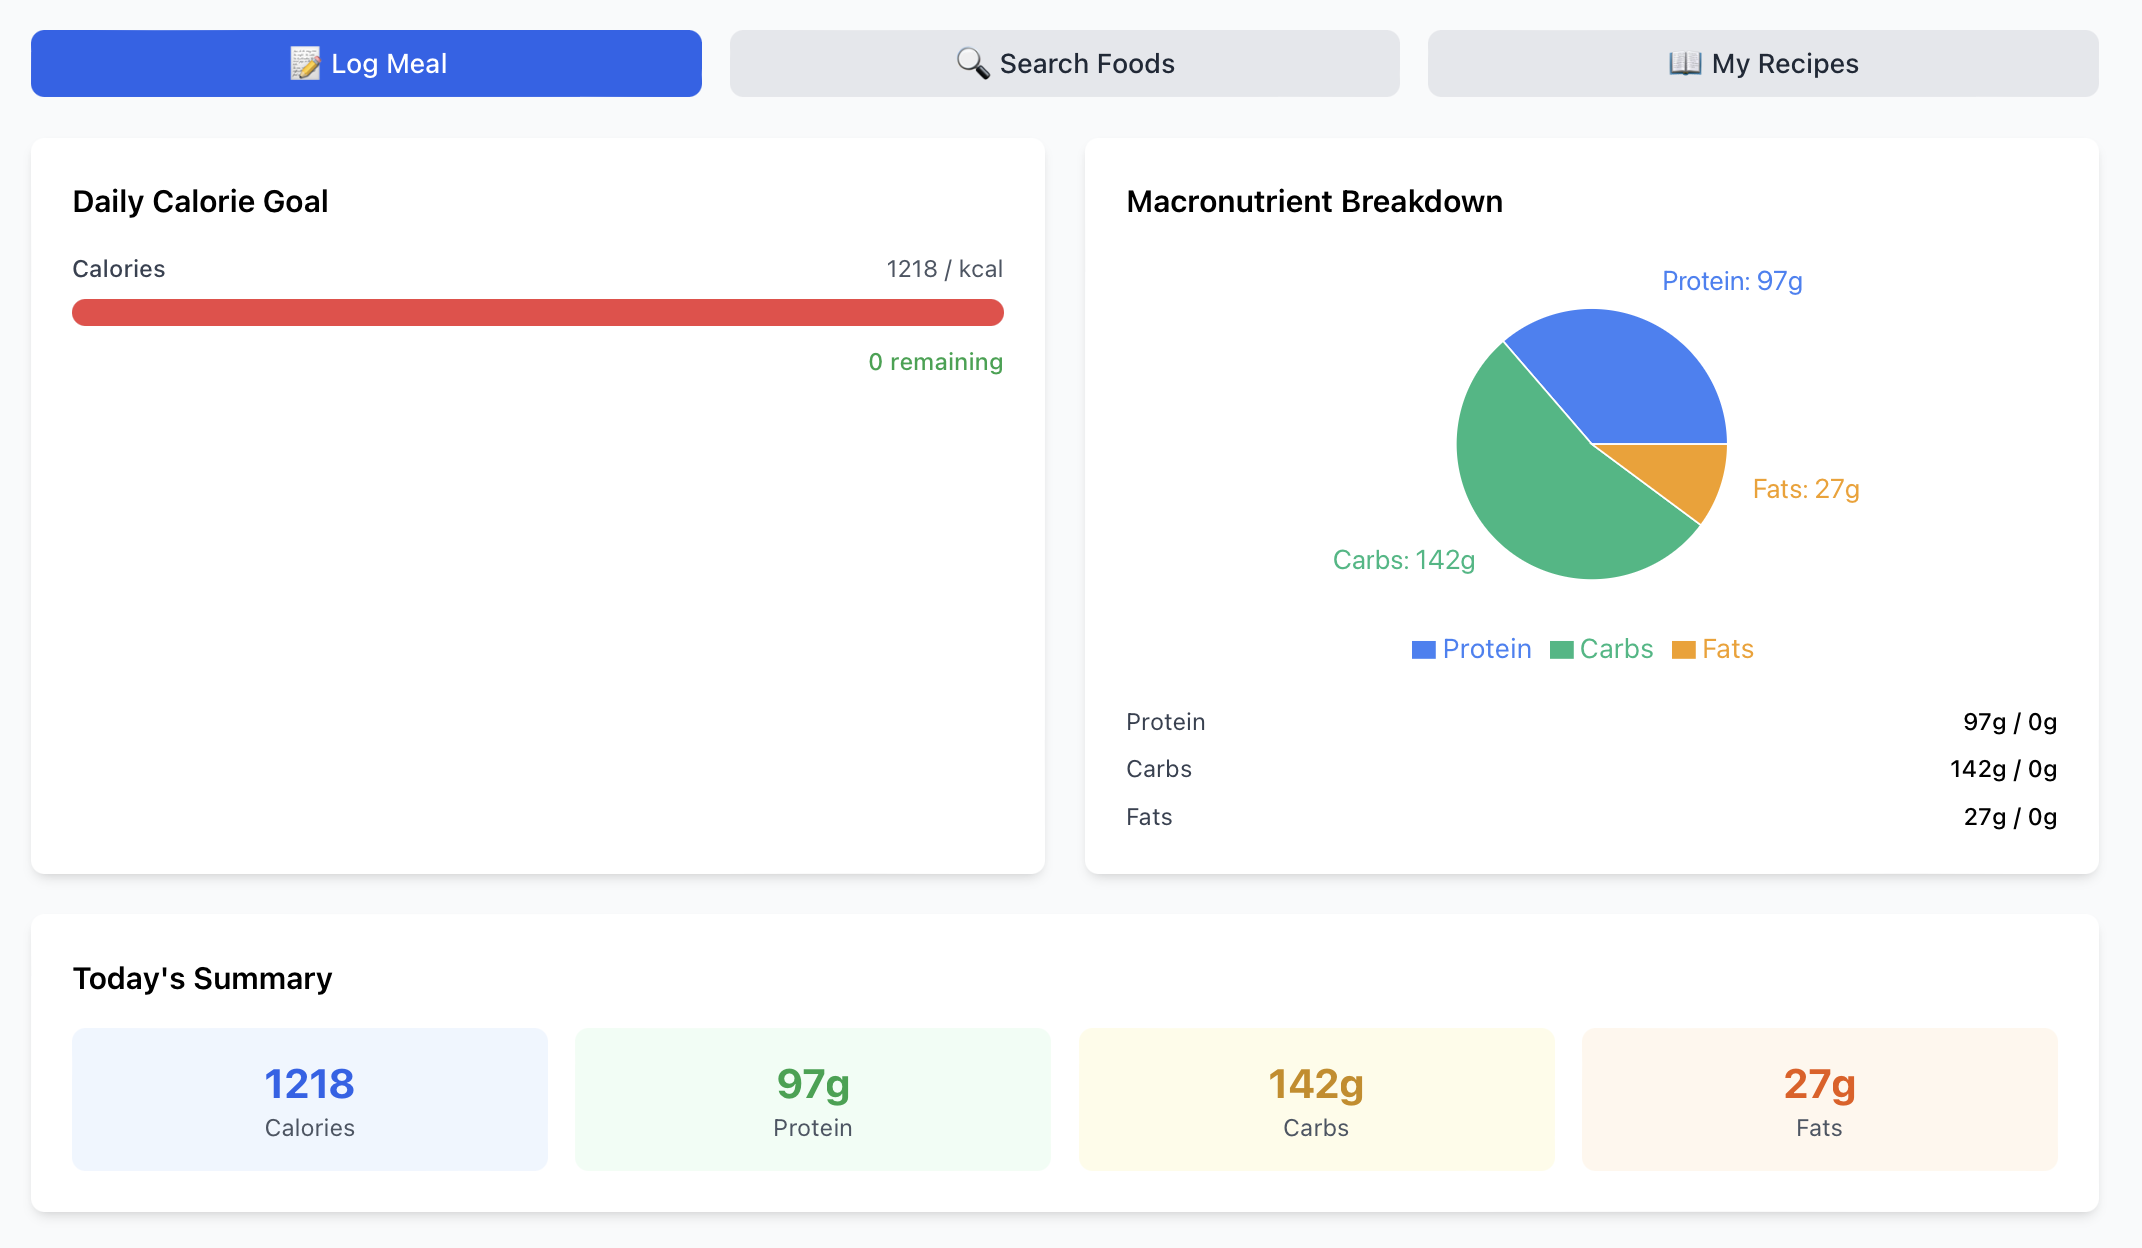 📝 Log Meal
🔍 Search Foods
📖 My Recipes
Daily Calorie Goal
Calories
1218 / kcal
0 remaining
Macronutrient Breakdown
Protein: 97g
Fats: 27g
Carbs: 142g
Protein Carbs Fats
Protein 97g / 0g
Carbs 142g / 0g
Fats 27g / 0g
Today's Summary
1218
Calories
97g
Protein
142g
Carbs
27g
Fats